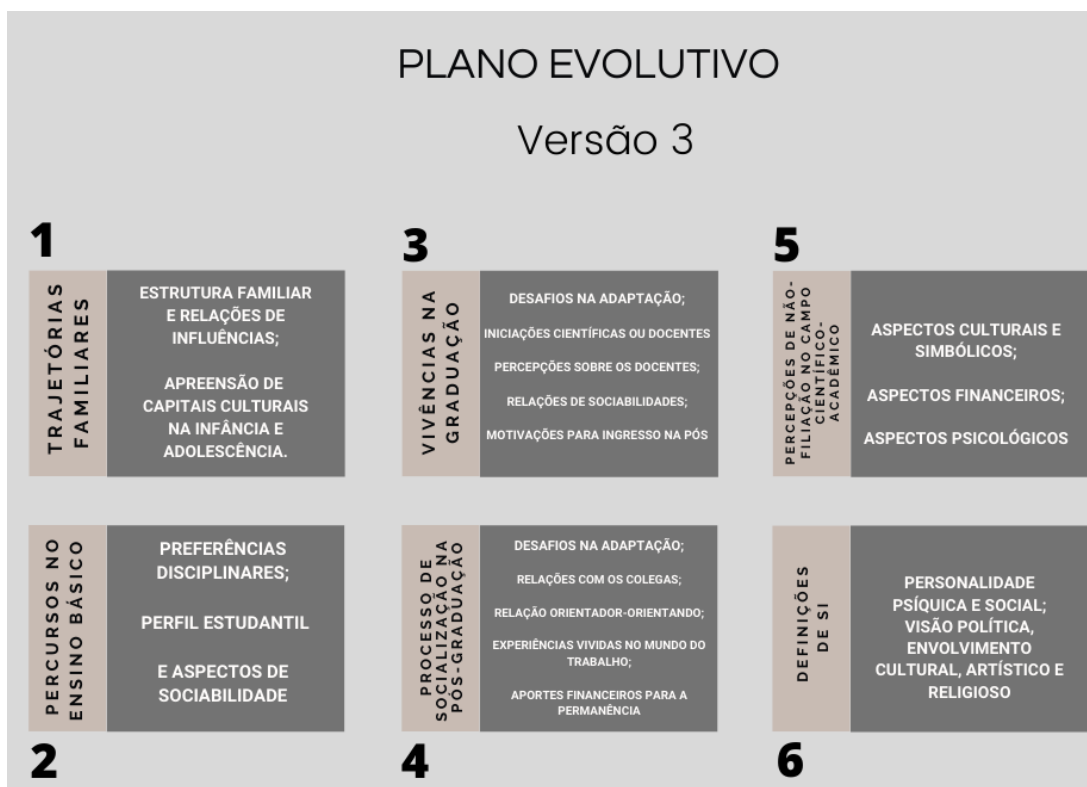 PLANO EVOLUTIVO
Versão 3
1
TRAJETÓRIAS
FAMILIARES
ESTRUTURA FAMILIAR
E RELAÇÕES DE
INFLUÊNCIAS;
APREENSÃO DE
CAPITAIS CULTURAIS
NA INFÂNCIA E
ADOLESCÊNCIA.
2
PERCURSOS NO
ENSINO BÁSICO
PREFERÊNCIAS
DISCIPLINARES;
PERFIL ESTUDANTIL
E ASPECTOS DE
SOCIABILIDADE
3
VIVÊNCIAS NA
GRADUAÇÃO
DESAFIOS NA ADAPTAÇÃO;
INICIAÇÕES CIENTÍFICAS OU DOCENTES
PERCEPÇÕES SOBRE OS DOCENTES;
RELAÇÕES DE SOCIABILIDADES;
MOTIVAÇÕES PARA INGRESSO NA PÓS
4
PROCESSO DE
SOCIALIZAÇÃO NA
PÓS-GRADUAÇÃO
DESAFIOS NA ADAPTAÇÃO;
RELAÇÕES COM OS COLEGAS;
RELAÇÃO ORIENTADOR-ORIENTANDO;
EXPERIÊNCIAS VIVIDAS NO MUNDO DO
TRABALHO;
APORTES FINANCEIROS PARA A
PERMANÊNCIA
5
PERCEPÇÕES DE NÃO-
FILIAÇÃO NO CAMPO
CIENTÍFICO-
ACADÊMICO
ASPECTOS CULTURAIS E
SIMBÓLICOS;
ASPECTOS FINANCEIROS;
ASPECTOS PSICOLÓGICOS
6
DEFINIÇÕES
DE SI
PERSONALIDADE
PSÍQUICA E SOCIAL;
VISÃO POLÍTICA,
ENVOLVIMENTO
CULTURAL, ARTÍSTICO E
RELIGIOSO